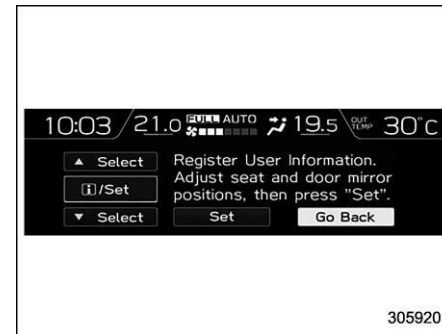 10:03 21.0 FULL AUTO 19.5 OUT TEMP 30°C
▲ Select
i/Set
▼ Select
Register User Information.
Adjust seat and door mirror
positions, then press "Set".
Set Go Back
305920